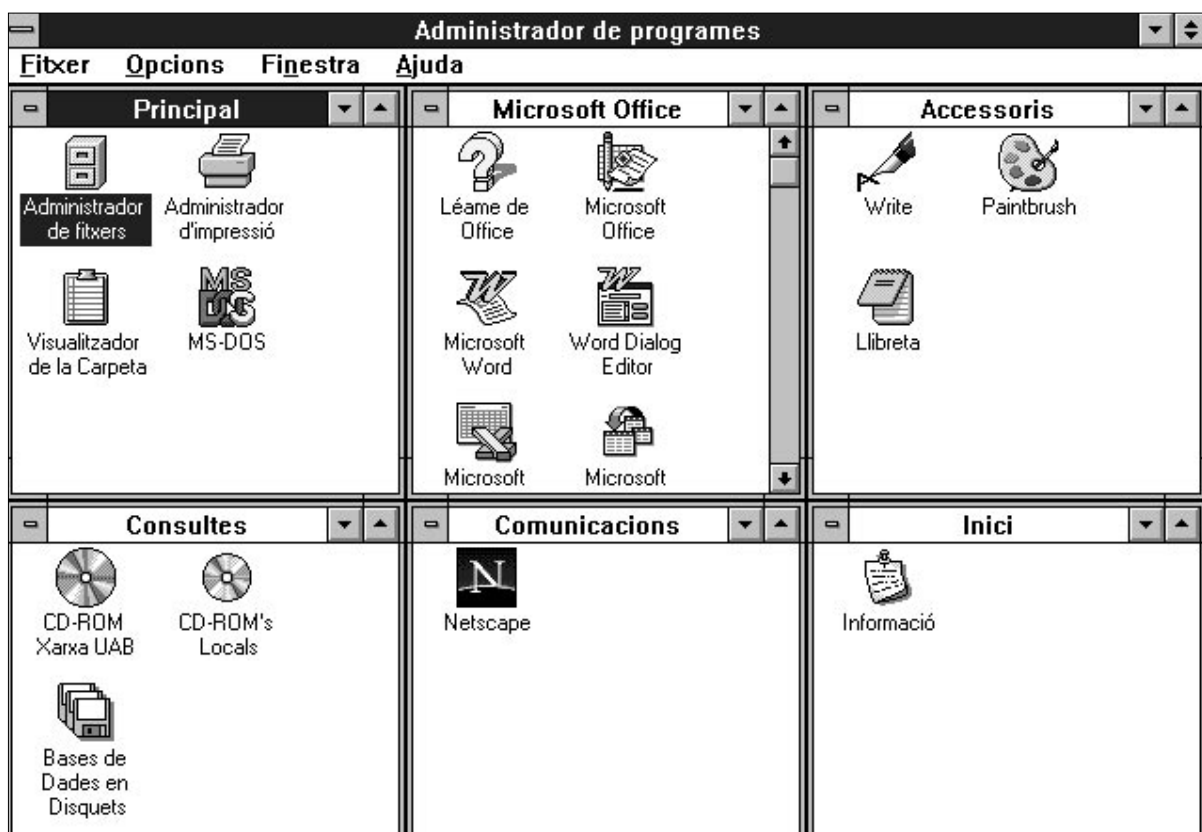 Administrador de programes
Fitxer Opcions Finestra Ajuda
Principal
Administrador
de fitxers
Administrador
d'impressió
Visualitzador
de la Carpeta
MS-DOS
Microsoft Office
Léame de
Office
Microsoft
Office
Microsoft
Word
Word Dialog
Editor
Microsoft
Microsoft
Accessoris
Write
Paintbrush
Llibreta
Consultes
CD-ROM
Xarxa UAB
CD-ROM's
Locals
Bases de
Dades en
Disquets
Comunicacions
Netscape
Inici
Informació